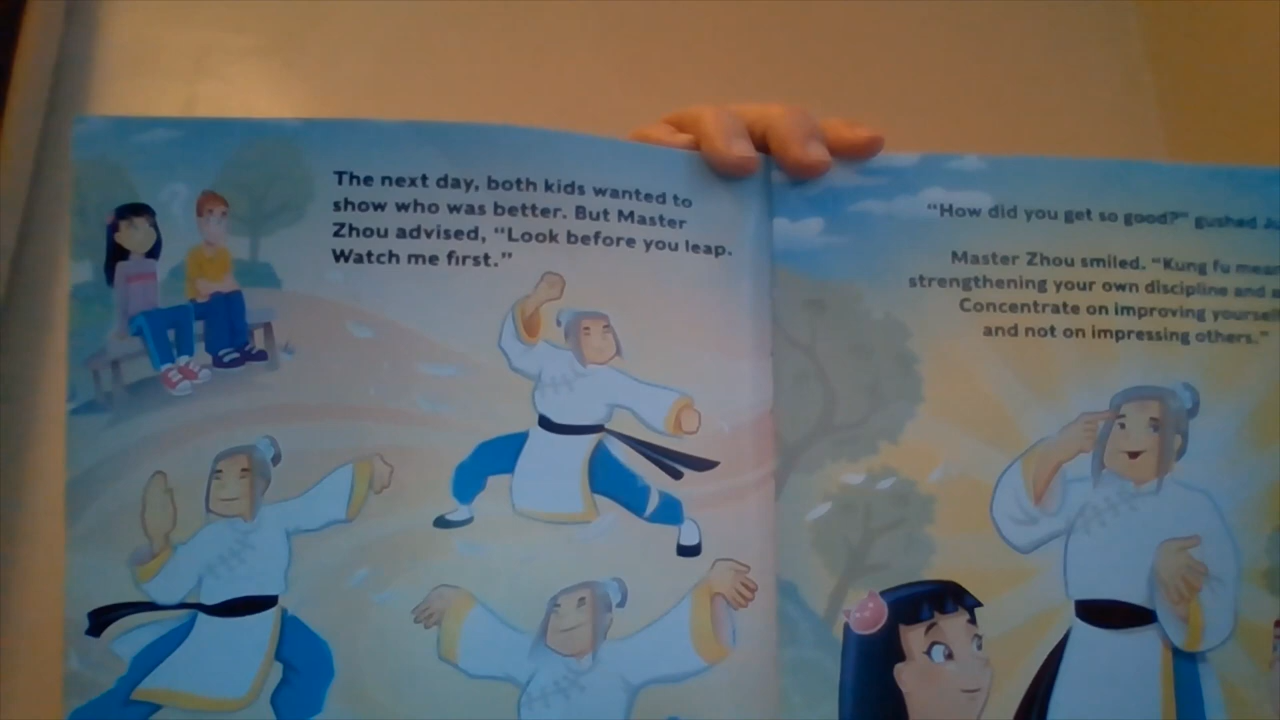 The next day, both kids wanted to
show who was better. But Master
Zhou advised, “Look before you leap.
Watch me first.”
“How did you get so good?” gushed
Master Zhou smiled. “Kung fu
strengthening your own discipline and
Concentrate on improving
and not on impressing others.”